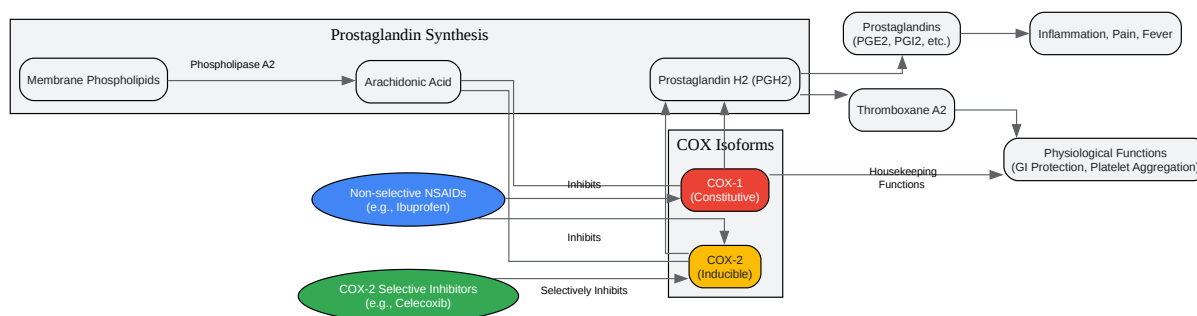 Prostaglandin Synthesis
Membrane Phospholipids
Phospholipase A2
Arachidonic Acid
Prostaglandin H2 (PGH2)
Prostaglandins
(PGE2, PGI2, etc.)
Inflammation, Pain, Fever
Thromboxane A2
Physiological Functions
(GI Protection, Platelet Aggregation)
COX Isoforms
COX-1
(Constitutive)
Housekeeping
Functions
Non-selective NSAIDs
(e.g., Ibuprofen)
Inhibits
Inhibits
COX-2
(Inducible)
COX-2 Selective Inhibitors
(e.g., Celecoxib)
Selectively Inhibits